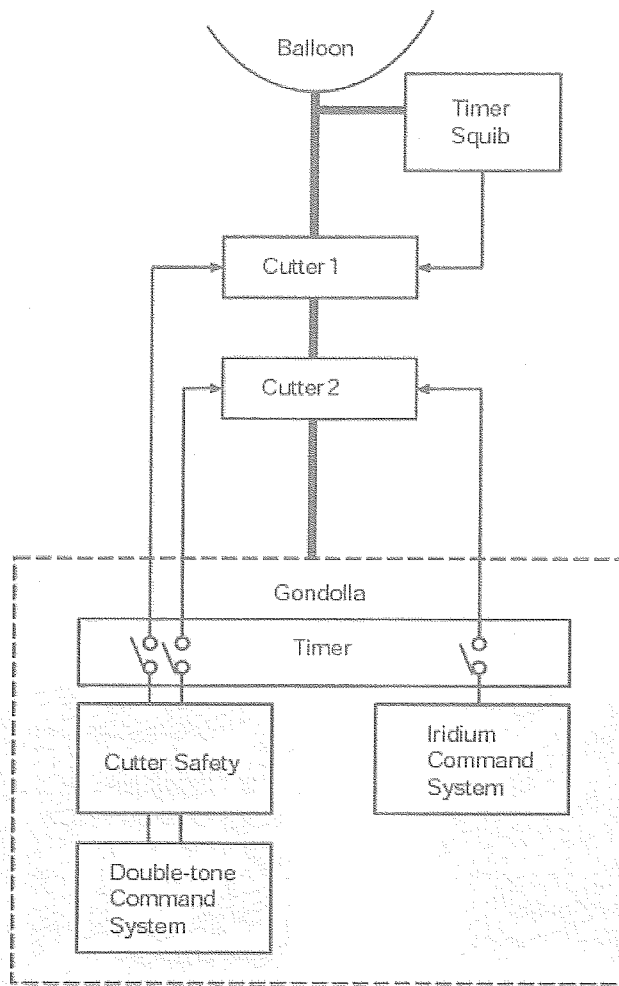 Balloon
Timer
Squib
Cutter 1
Cutter 2
Gondolla
Timer
Cutter Safety
Iridium
Command
System
Double-tone
Command
System